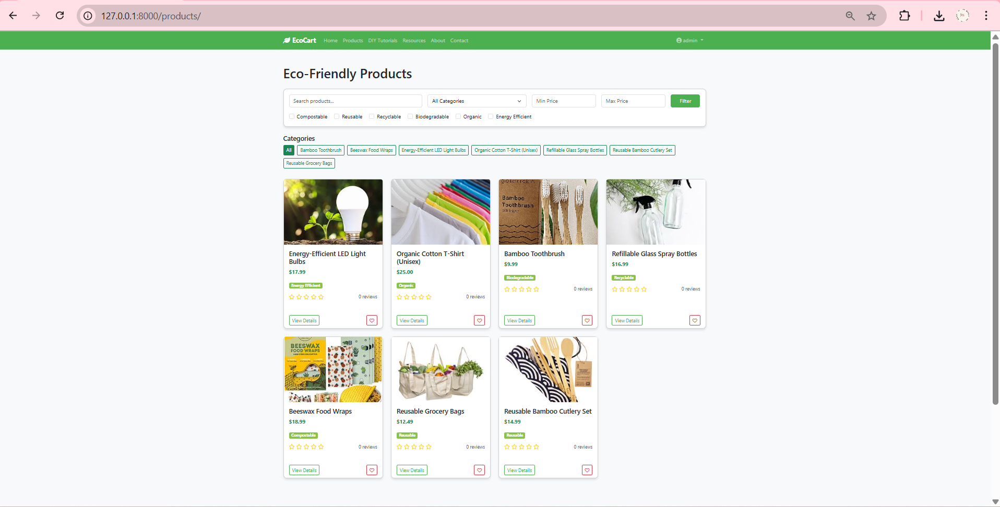 127.0.0.1:8000/products/
EcoCart Home Products DIY Tutorials Resources About Contact admin
Eco-Friendly Products
Search products... All Categories Min Price Max Price Filter
Compostable Reusable Recyclable Biodegradable Organic Energy Efficient
Categories
All Bamboo Toothbrush Beeswax Food Wraps Energy-Efficient LED Light Bulbs Organic Cotton T-Shirt (Unisex) Refillable Glass Spray Bottles Reusable Bamboo Cutlery Set
Reusable Grocery Bags
Bamboo
Toothbrush
Energy-Efficient LED Light
Bulbs
$17.99
Energy Efficient
0 reviews
View Details
Organic Cotton T-Shirt
(Unisex)
$25.00
Organic
0 reviews
View Details
Bamboo Toothbrush
$9.99
Biodegradable
0 reviews
View Details
Refillable Glass Spray Bottles
$16.99
Recyclable
0 reviews
View Details
BEESWAX
FOOD WRAPS
Beeswax Food Wraps
$18.99
Compostable
0 reviews
View Details
Reusable Grocery Bags
$12.49
Reusable
0 reviews
View Details
Reusable Bamboo Cutlery Set
$14.99
Reusable
0 reviews
View Details